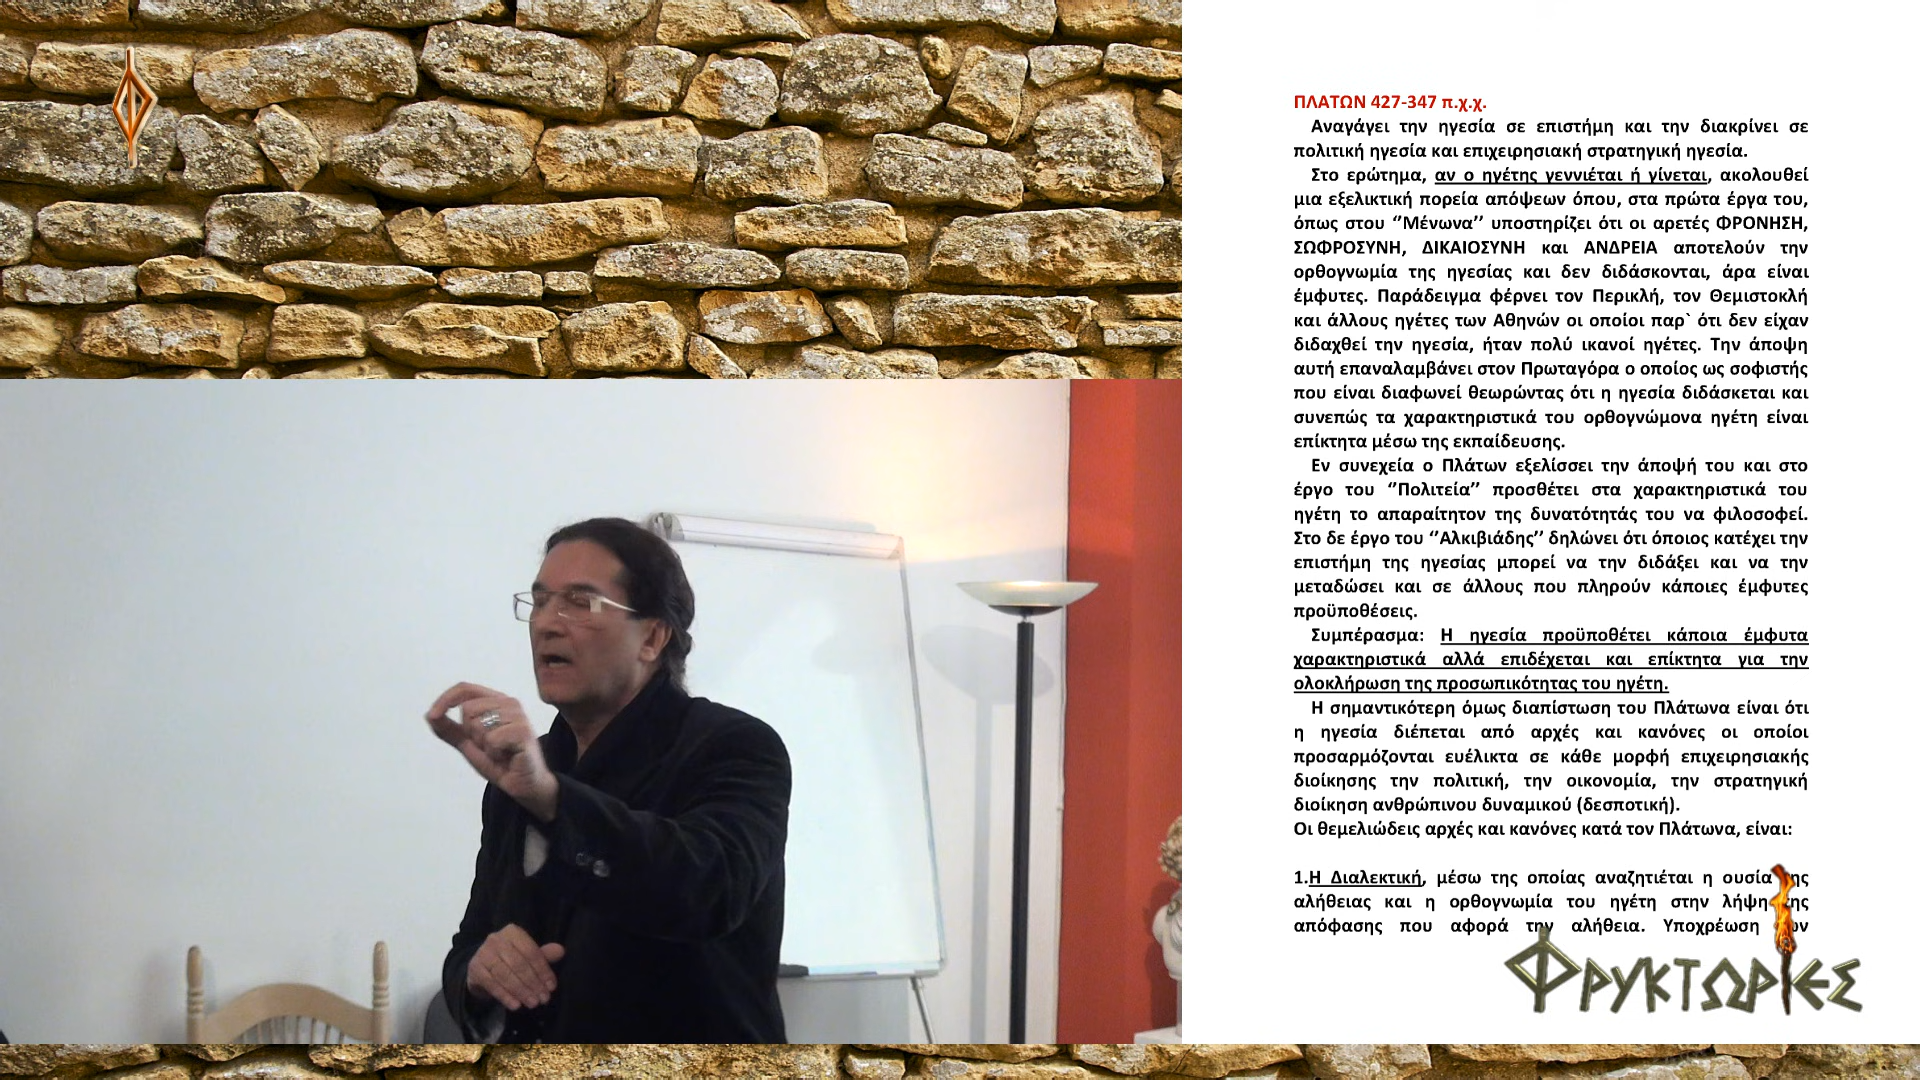 ΠΛΑΤΩΝ 427-347 π.χ.χ.
Αναγάγει την ηγεσία σε επιστήμη και την διακρίνει σε
πολιτική ηγεσία και επιχειρησιακή στρατηγική ηγεσία.
Στο ερώτημα, αν ο ηγέτης γεννιέται ή γίνεται, ακολουθεί
μια εξελικτική πορεία απόψεων όπου, στα πρώτα έργα του,
όπως στου ‘’Μένωνα’’ υποστηρίζει ότι οι αρετές ΦΡΟΝΗΣΗ,
ΣΩΦΡΟΣΥΝΗ, ΔΙΚΑΙΟΣΥΝΗ και ΑΝΔΡΕΙΑ αποτελούν την
ορθογνωμία της ηγεσίας και δεν διδάσκονται, άρα είναι
έμφυτες. Παράδειγμα φέρνει τον Περικλή, τον Θεμιστοκλή
και άλλους ηγέτες των Αθηνών οι οποίοι παρ` ότι δεν είχαν
διδαχθεί την ηγεσία, ήταν πολύ ικανοί ηγέτες. Την άποψη
αυτή επαναλαμβάνει στον Πρωταγόρα ο οποίος ως σοφιστής
που είναι διαφωνεί θεωρώντας ότι η ηγεσία διδάσκεται και
συνεπώς τα χαρακτηριστικά του ορθογνώμονα ηγέτη είναι
επίκτητα μέσω της εκπαίδευσης.
Εν συνεχεία ο Πλάτων εξελίσσει την άποψή του και στο
έργο του ‘’Πολιτεία’’ προσθέτει στα χαρακτηριστικά του
ηγέτη το απαραίτητον της δυνατότητάς του να φιλοσοφεί.
Στο δε έργο του ‘’Αλκιβιάδης’’ δηλώνει ότι όποιος κατέχει την
επιστήμη της ηγεσίας μπορεί να την διδάξει και να την
μεταδώσει και σε άλλους που πληρούν κάποιες έμφυτες
προϋποθέσεις.
Συμπέρασμα: Η ηγεσία προϋποθέτει κάποια έμφυτα
χαρακτηριστικά αλλά επιδέχεται και επίκτητα για την
ολοκλήρωση της προσωπικότητας του ηγέτη.
Η σημαντικότερη όμως διαπίστωση του Πλάτωνα είναι ότι
η ηγεσία διέπεται από αρχές και κανόνες οι οποίοι
προσαρμόζονται ευέλικτα σε κάθε μορφή επιχειρησιακής
διοίκησης την πολιτική, την οικονομία, την στρατηγική
διοίκηση ανθρώπινου δυναμικού (δεσποτική).
Οι θεμελιώδεις αρχές και κανόνες κατά τον Πλάτωνα, είναι:
1.Η Διαλεκτική, μέσω της οποίας αναζητιέται η ουσία της
αλήθειας και η ορθογνωμία του ηγέτη στην λήψη της
απόφασης που αφορά την αλήθεια. Υποχρέωση
ΦΡΥΚΤΩΡΙΕΣ